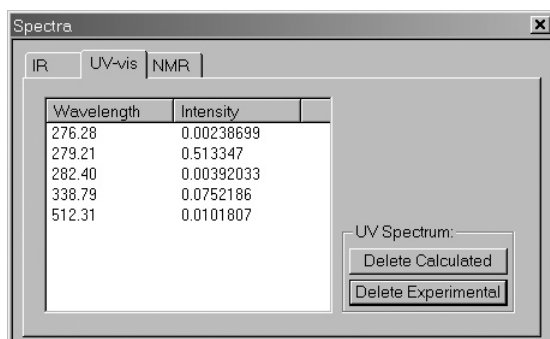 Spectra
IR UV-vis NMR
Wavelength Intensity
276.28 0.00238699
279.21 0.513347
282.40 0.00392033
338.79 0.0752186
512.31 0.0101807
UV Spectrum:
Delete Calculated
Delete Experimental